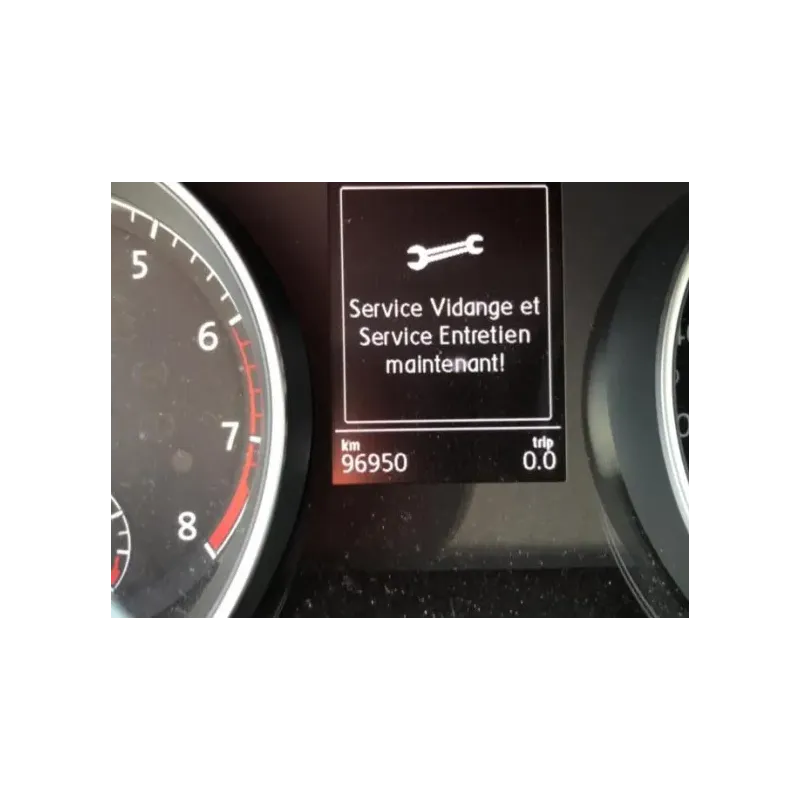 5
6
7
8
Service Vidange et
Service Entretien
maintenant!
km trip
96950 0.0